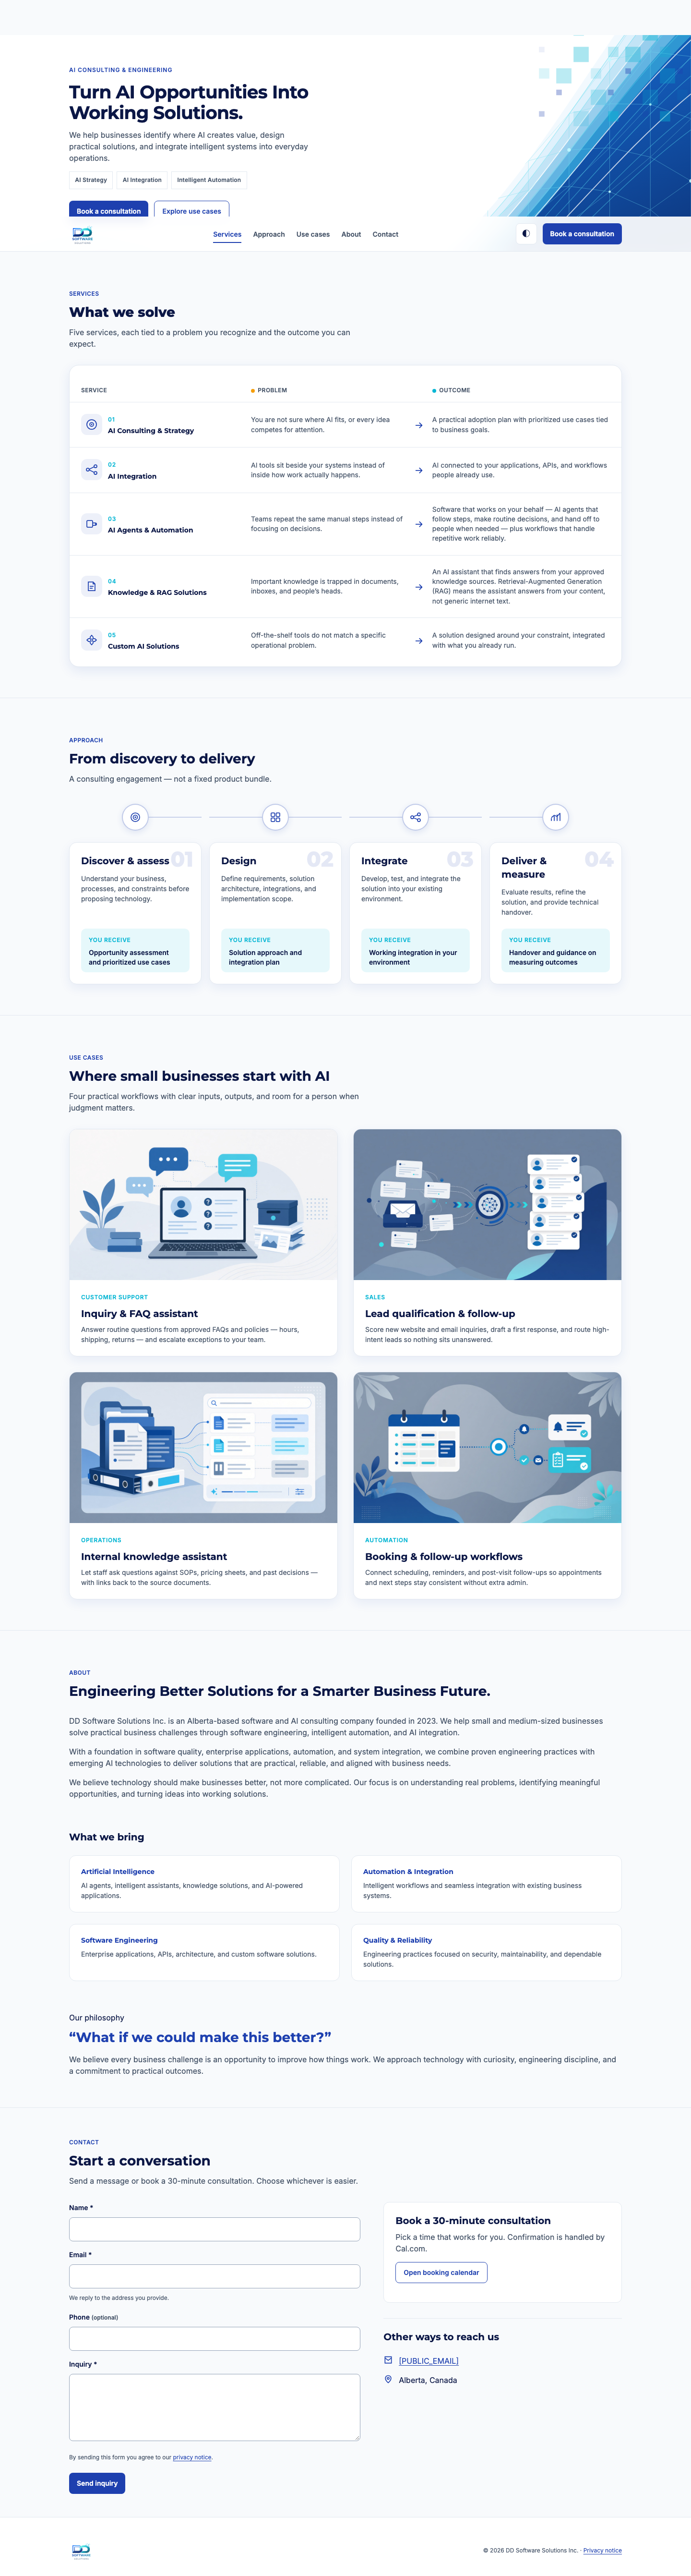 AI CONSULTING & ENGINEERING
Turn AI Opportunities Into
Working Solutions.
We help businesses identify where AI creates value, design
practical solutions, and integrate intelligent systems into everyday
operations.
AI Strategy
AI Integration
Intelligent Automation
Book a consultation
Explore use cases
DD
SOFTWARE
SOLUTIONS
Services
Approach
Use cases
About
Contact
Book a consultation
SERVICES
What we solve
Five services, each tied to a problem you recognize and the outcome you can
expect.
SERVICE
PROBLEM
OUTCOME
01
AI Consulting & Strategy
You are not sure where AI fits, or every idea
competes for attention.
A practical adoption plan with prioritized use cases tied
to business goals.
02
AI Integration
AI tools sit beside your systems instead of
inside how work actually happens.
AI connected to your applications, APIs, and workflows
people already use.
03
AI Agents & Automation
Teams repeat the same manual steps instead of
focusing on decisions.
Software that works on your behalf — AI agents that
follow steps, make routine decisions, and hand off to
people when needed — plus workflows that handle
repetitive work reliably.
04
Knowledge & RAG Solutions
Important knowledge is trapped in documents,
inboxes, and people's heads.
An AI assistant that finds answers from your approved
knowledge sources. Retrieval-Augmented Generation
(RAG) means the assistant answers from your content,
not generic internet text.
05
Custom AI Solutions
Off-the-shelf tools do not match a specific
operational problem.
A solution designed around your constraint, integrated
with what you already run.
APPROACH
From discovery to delivery
A consulting engagement — not a fixed product bundle.
01
Discover & assess
Understand your business,
processes, and constraints before
proposing technology.
YOU RECEIVE
Opportunity assessment
and prioritized use cases
02
Design
Define requirements, solution
architecture, integrations, and
implementation scope.
YOU RECEIVE
Solution approach and
integration plan
03
Integrate
Develop, test, and integrate the
solution into your existing
environment.
YOU RECEIVE
Working integration in your
environment
04
Deliver &
measure
Evaluate results, refine the
solution, and provide technical
handover.
YOU RECEIVE
Handover and guidance on
measuring outcomes
USE CASES
Where small businesses start with AI
Four practical workflows with clear inputs, outputs, and room for a person when
judgment matters.
CUSTOMER SUPPORT
Inquiry & FAQ assistant
Answer routine questions from approved FAQs and policies — hours,
shipping, returns — and escalate exceptions to your team.
SALES
Lead qualification & follow-up
Score new website and email inquiries, draft a first response, and route high-
intent leads so nothing sits unanswered.
OPERATIONS
Internal knowledge assistant
Let staff ask questions against SOPs, pricing sheets, and past decisions —
with links back to the source documents.
AUTOMATION
Booking & follow-up workflows
Connect scheduling, reminders, and post-visit follow-ups so appointments
and next steps stay consistent without extra admin.
ABOUT
Engineering Better Solutions for a Smarter Business Future.
DD Software Solutions Inc. is an Alberta-based software and AI consulting company founded in 2023. We help small and medium-sized businesses
solve practical business challenges through software engineering, intelligent automation, and AI integration.
With a foundation in software quality, enterprise applications, automation, and system integration, we combine proven engineering practices with
emerging AI technologies to deliver solutions that are practical, reliable, and aligned with business needs.
We believe technology should make businesses better, not more complicated. Our focus is on understanding real problems, identifying meaningful
opportunities, and turning ideas into working solutions.
What we bring
Artificial Intelligence
AI agents, intelligent assistants, knowledge solutions, and AI-powered
applications.
Automation & Integration
Intelligent workflows and seamless integration with existing business
systems.
Software Engineering
Enterprise applications, APIs, architecture, and custom software solutions.
Quality & Reliability
Engineering practices focused on security, maintainability, and dependable
solutions.
Our philosophy
“What if we could make this better?”
We believe every business challenge is an opportunity to improve how things work. We approach technology with curiosity, engineering discipline, and
a commitment to practical outcomes.
CONTACT
Start a conversation
Send a message or book a 30-minute consultation. Choose whichever is easier.
Name *
Email *
We reply to the address you provide.
Phone (optional)
Inquiry *
By sending this form you agree to our privacy notice.
Send inquiry
Book a 30-minute consultation
Pick a time that works for you. Confirmation is handled by
Cal.com.
Open booking calendar
Other ways to reach us
[PUBLIC_EMAIL]
Alberta, Canada
DD
SOFTWARE
SOLUTIONS
© 2026 DD Software Solutions Inc. · Privacy notice